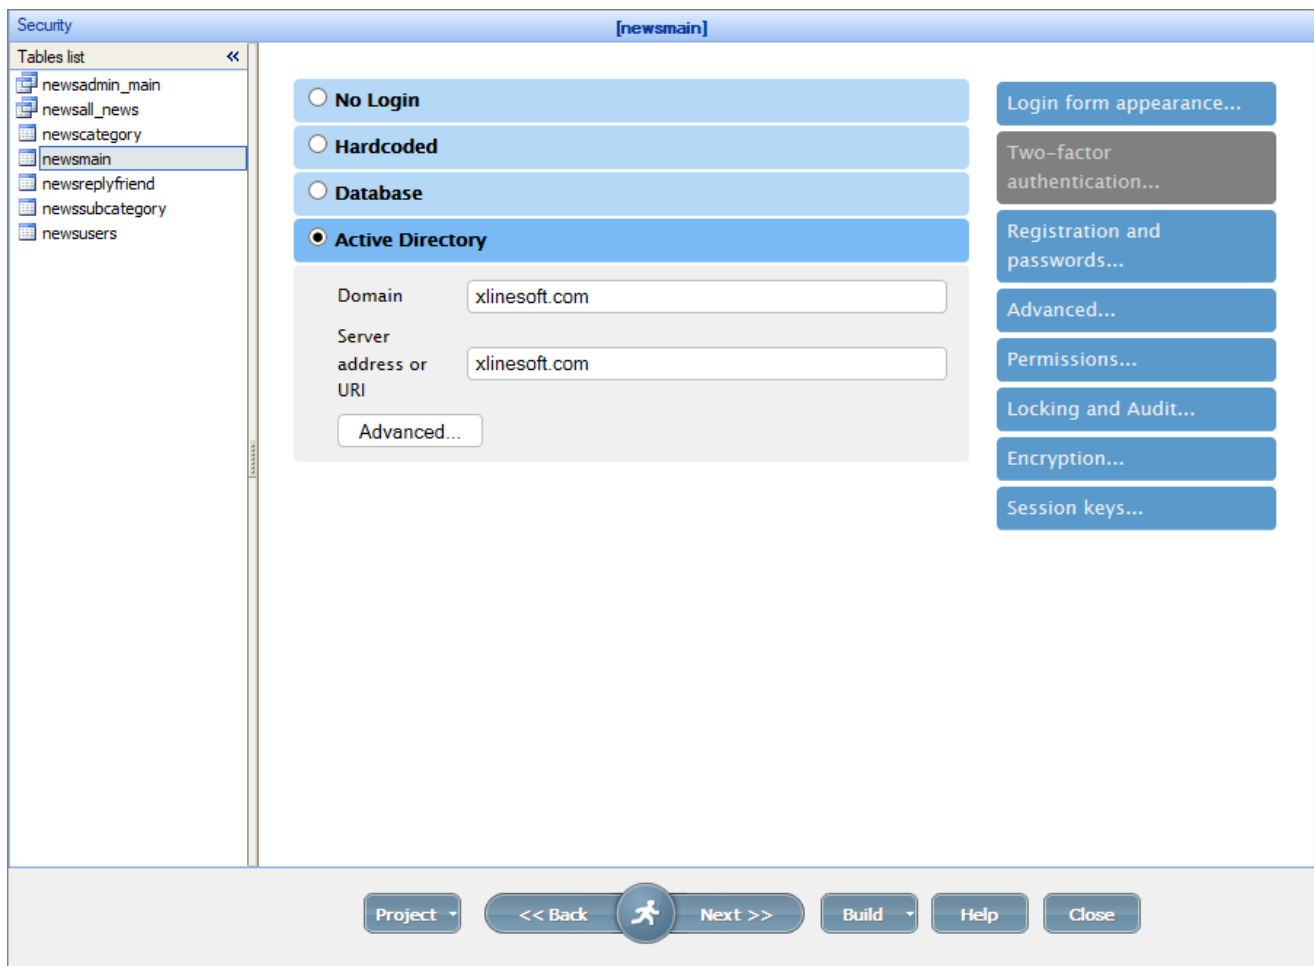 Security
[newsmain]
Tables list
newsadmin_main
newsall_news
newscategory
newsmain
newsreplyfriend
newssubcategory
newsusers
No Login
Hardcoded
Database
Active Directory
Domain
xlinesoft.com
Server
address or
URI
xlinesoft.com
Advanced...
Login form appearance...
Two-factor
authentication...
Registration and
passwords...
Advanced...
Permissions...
Locking and Audit...
Encryption...
Session keys...
Project
<< Back
Next >>
Build
Help
Close